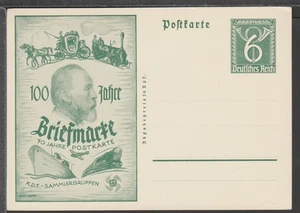 Postkarte
6
Deutsches Reich
100 Jahre
Briefmarke
70 JAHRE POSTKARTE
K.D.F. - SAMMLERGRUPPEN